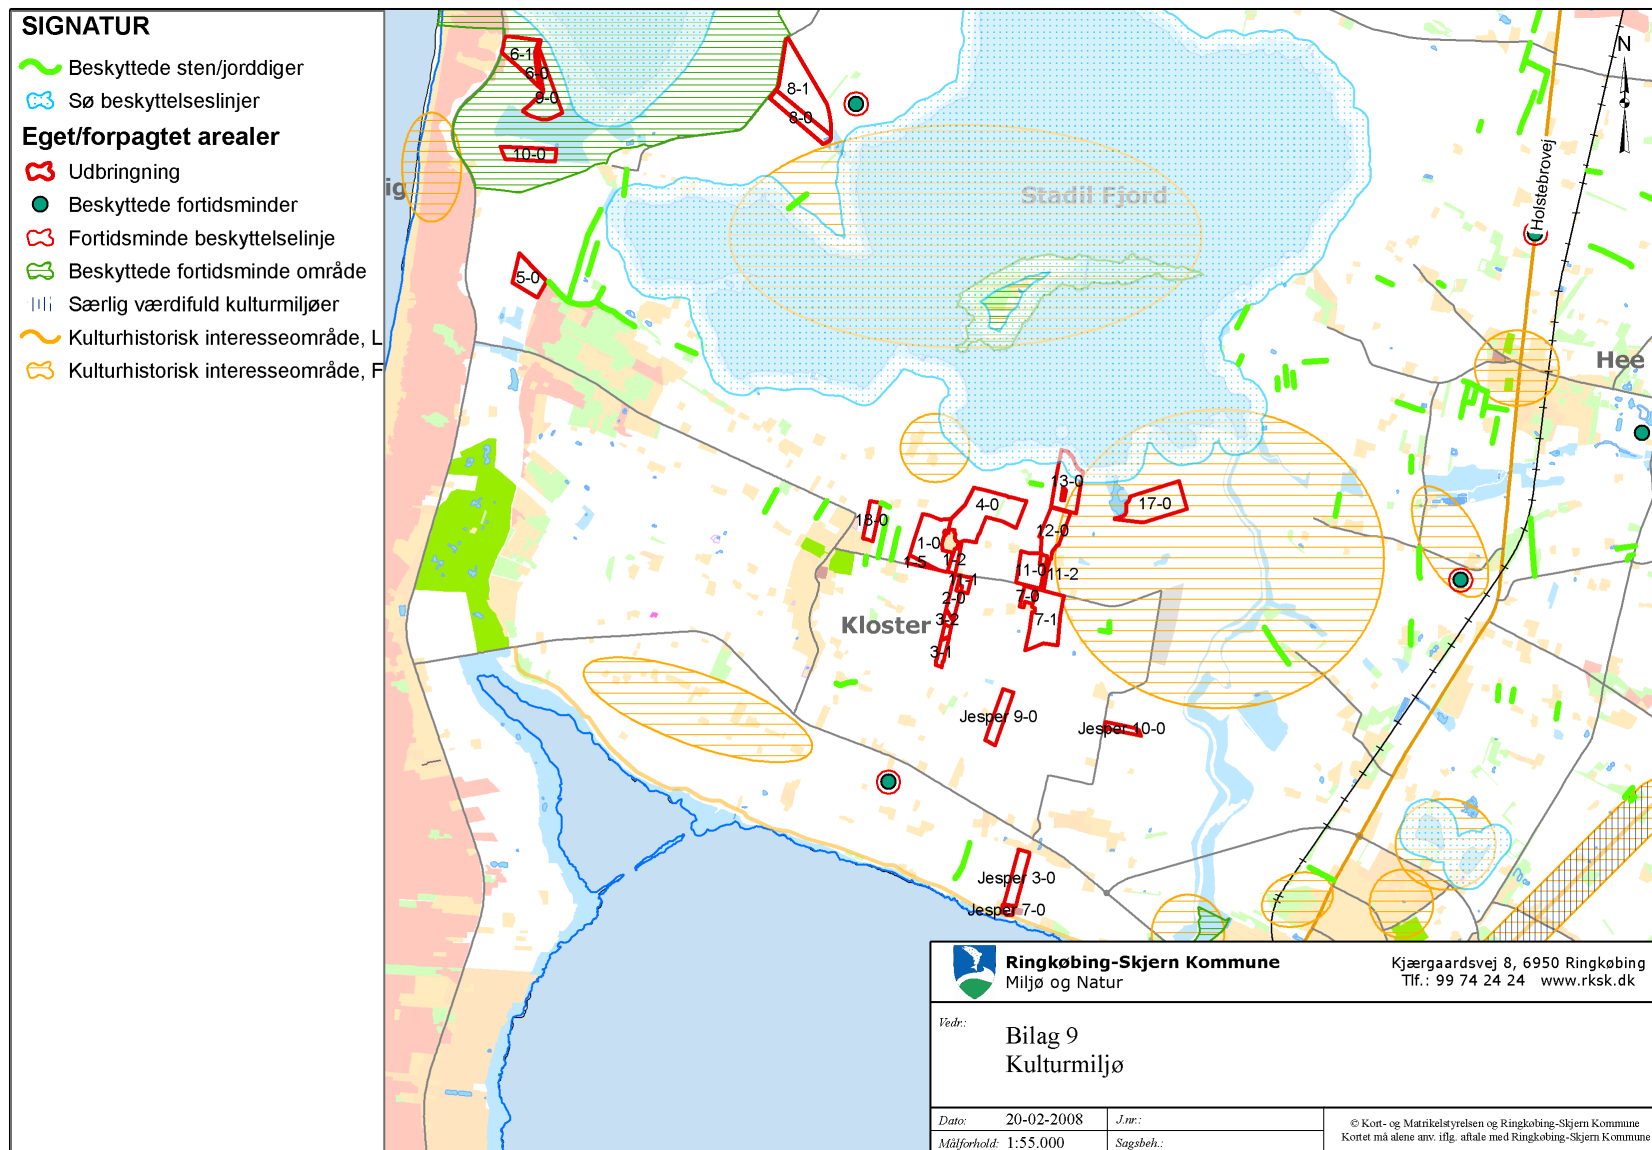 SIGNATUR
Beskyttede sten/jorddiger
Sø beskyttelseslinjer
Eget/forpagtet arealer
Udbringning
Beskyttede fortidsminder
Fortidsminde beskyttelselinje
Beskyttede fortidsminde område
Særlig værdifuld kulturmiljøer
Kulturhistorisk interesseområde, L
Kulturhistorisk interesseområde, F
6-1
6-0
9-0
10-0
8-1
8-0
ig
5-0
Stadil Fjord
Holstebrovej
N
Hee
13-0
4-0
17-0
18-0
12-0
1-0
1-5
1-2
11-0
11-2
11-1
2-0
7-0
3-2
7-1
Kloster
3-1
Jesper 9-0
Jesper 10-0
Jesper 3-0
Jesper 7-0
Ringkøbing-Skjern Kommune
Miljø og Natur
Kjærgaardsvej 8, 6950 Ringkøbing
Tlf.: 99 74 24 24 www.rksk.dk
Vedr.:
Bilag 9
Kulturmiljø
Dato: 20-02-2008
J.nr.:
Målforhold: 1:55.000
Sagsbeh.:
© Kort- og Matrikelstyrelsen og Ringkøbing-Skjern Kommune
Kortet må alene anv. iflg. aftale med Ringkøbing-Skjern Kommune